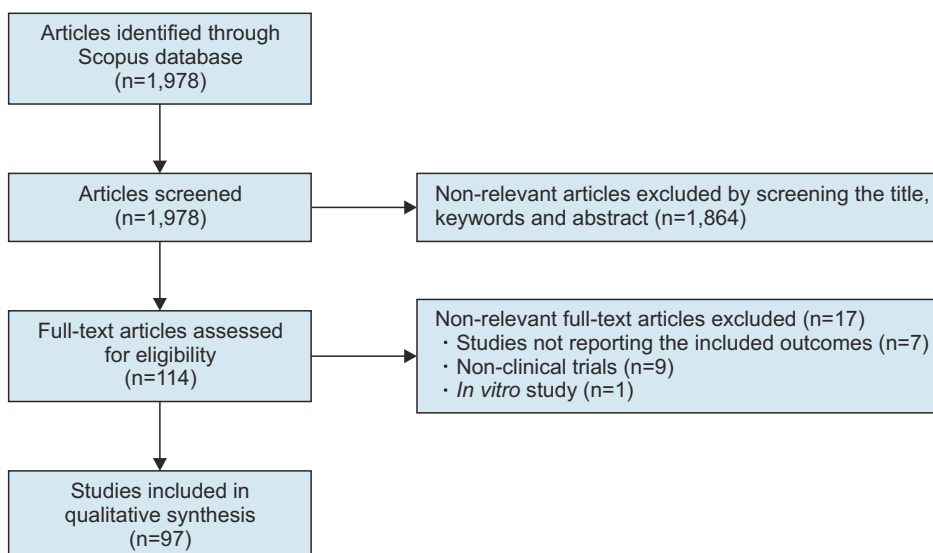 Articles identified through
Scopus database
(n=1,978)
Articles screened
(n=1,978)
Non-relevant articles excluded by screening the title,
keywords and abstract (n=1,864)
Full-text articles assessed
for eligibility
(n=114)
Non-relevant full-text articles excluded (n=17)
· Studies not reporting the included outcomes (n=7)
· Non-clinical trials (n=9)
· In vitro study (n=1)
Studies included in
qualitative synthesis
(n=97)